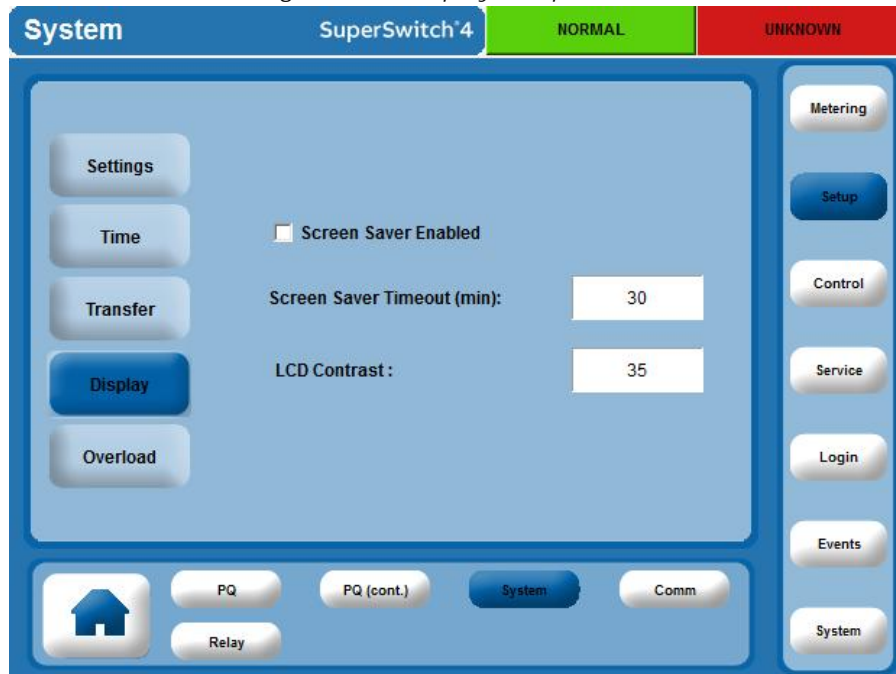 System
SuperSwitch®4
NORMAL
UNKNOWN
Settings
Time
Transfer
Display
Overload
Screen Saver Enabled
Screen Saver Timeout (min):
30
LCD Contrast :
35
Metering
Setup
Control
Service
Login
Events
System
PQ
PQ (cont.)
System
Comm
Relay